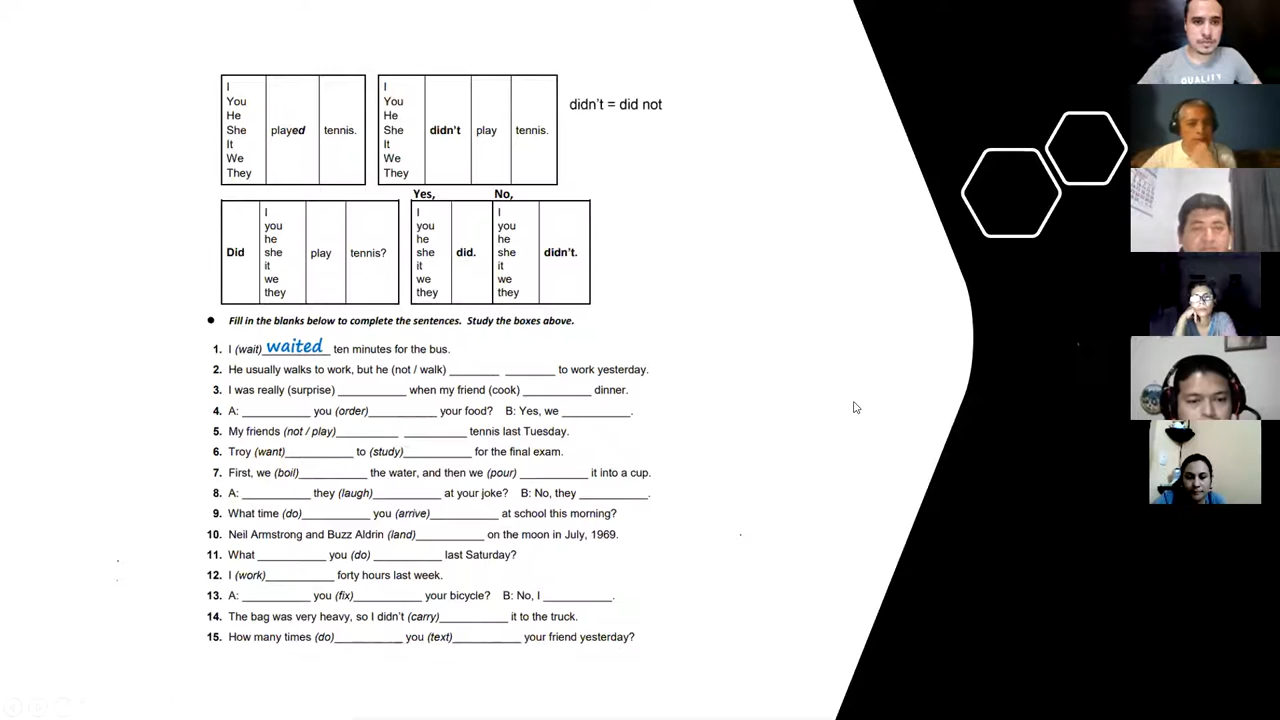 I
You
He
She
It
We
They
played
tennis.
I
You
He
She
It
We
They
didn't
play
tennis.
didn't = did not
Did
I
you
he
she
it
we
they
play
tennis?
Yes,
I
you
he
she
it
we
they
did.
No,
I
you
he
she
it
we
they
didn't.
● Fill in the blanks below to complete the sentences. Study the boxes above.
1. I (wait) waited ten minutes for the bus.
2. He usually walks to work, but he (not / walk) ________ ________ to work yesterday.
3. I was really (surprise) ___________ when my friend (cook) ___________ dinner.
4. A: ___________ you (order)___________ your food? B: Yes, we ___________.
5. My friends (not / play)__________ __________ tennis last Tuesday.
6. Troy (want)___________ to (study)___________ for the final exam.
7. First, we (boil)___________ the water, and then we (pour) ___________ it into a cup.
8. A: ___________ they (laugh)___________ at your joke? B: No, they ___________.
9. What time (do)___________ you (arrive)___________ at school this morning?
10. Neil Armstrong and Buzz Aldrin (land)___________ on the moon in July, 1969.
11. What ___________ you (do) ___________ last Saturday?
12. I (work)___________ forty hours last week.
13. A: ___________ you (fix)___________ your bicycle? B: No, I ___________.
14. The bag was very heavy, so I didn't (carry)___________ it to the truck.
15. How many times (do)___________ you (text)___________ your friend yesterday?
QUALITY